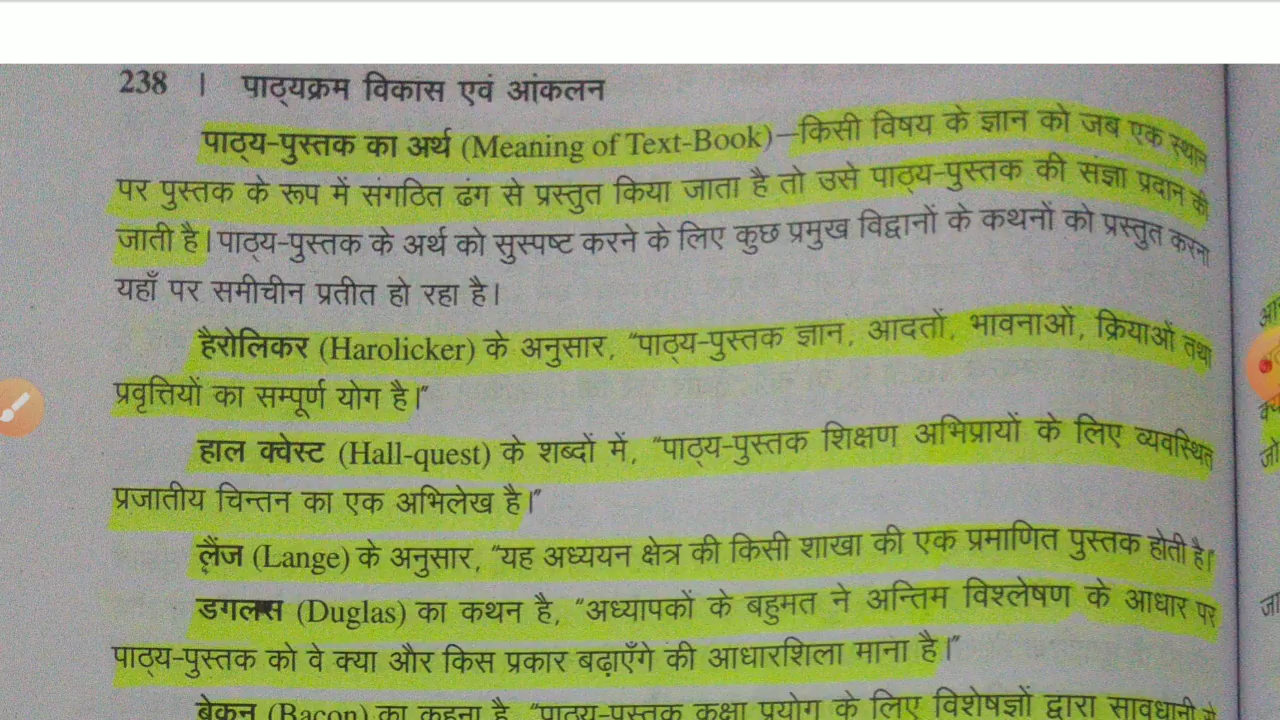 238 | पाठ्यक्रम विकास एवं आंकलन
पाठ्य-पुस्तक का अर्थ (Meaning of Text-Book)–किसी विषय के ज्ञान को जब एक स्थान
पर पुस्तक के रूप में संगठित ढंग से प्रस्तुत किया जाता है तो उसे पाठ्य-पुस्तक की संज्ञा प्रदान की
जाती है। पाठ्य-पुस्तक के अर्थ को सुस्पष्ट करने के लिए कुछ प्रमुख विद्वानों के कथनों को प्रस्तुत करना
यहाँ पर समीचीन प्रतीत हो रहा है।
हैरोलिकर (Harolicker) के अनुसार, "पाठ्य-पुस्तक ज्ञान, आदतों, भावनाओं, क्रियाओं तथा
प्रवृत्तियों का सम्पूर्ण योग है।"
हाल क्वेस्ट (Hall-quest) के शब्दों में, "पाठ्य-पुस्तक शिक्षण अभिप्रायों के लिए व्यवस्थित
प्रजातीय चिन्तन का एक अभिलेख है।"
लैंज (Lange) के अनुसार, "यह अध्ययन क्षेत्र की किसी शाखा की एक प्रमाणित पुस्तक होती है।
डगलस (Duglas) का कथन है, "अध्यापकों के बहुमत ने अन्तिम विश्लेषण के आधार पर
पाठ्य-पुस्तक को वे क्या और किस प्रकार बढ़ाएँगे की आधारशिला माना है।"
बेकन (Bacon) का कहना है, "पाठ्य-पुस्तक कक्षा प्रयोग के लिए विशेषज्ञों द्वारा सावधानी से